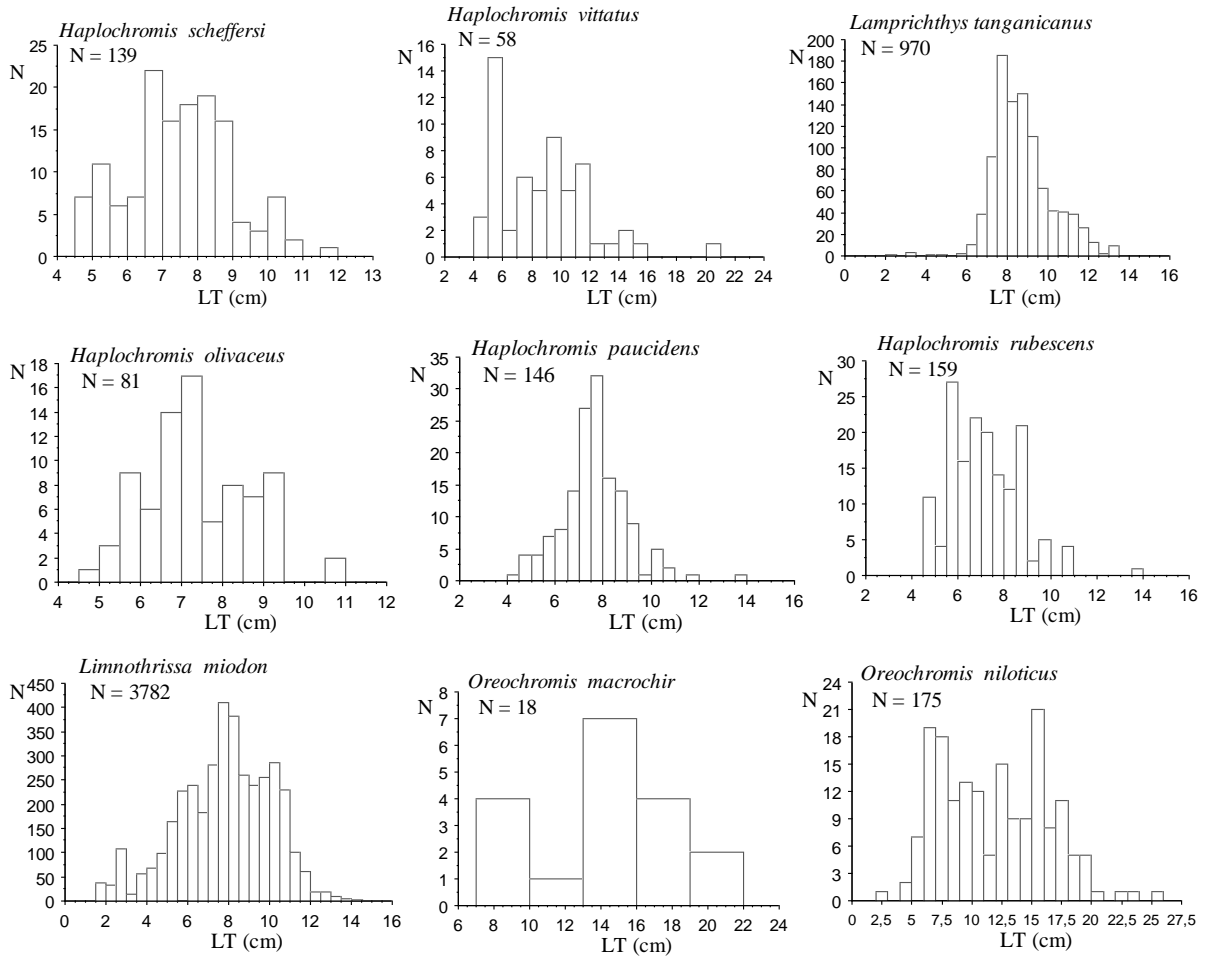 Haplochromis scheffersi
N = 139
N
25
20
15
10
5
0
4 5 6 7 8 9 10 11 12 13
LT (cm)
Haplochromis vittatus
N = 58
N
16
14
12
10
8
6
4
2
0
2 4 6 8 10 12 14 16 18 20 22 24
LT (cm)
Lamprichthys tanganicanus
N = 970
N
200
180
160
140
120
100
80
60
40
20
0
0 2 4 6 8 10 12 14 16
LT (cm)
Haplochromis olivaceus
N = 81
N
18
16
14
12
10
8
6
4
2
0
4 5 6 7 8 9 10 11 12
LT (cm)
Haplochromis paucidens
N = 146
N
35
30
25
20
15
10
5
0
2 4 6 8 10 12 14 16
LT (cm)
Haplochromis rubescens
N = 159
N
30
25
20
15
10
5
0
2 4 6 8 10 12 14 16
LT (cm)
Limnothrissa miodon
N = 3782
N
450
400
350
300
250
200
150
100
50
0
0 2 4 6 8 10 12 14 16
LT (cm)
Oreochromis macrochir
N = 18
N
8
7
6
5
4
3
2
1
0
6 8 10 12 14 16 18 20 22 24
LT (cm)
Oreochromis niloticus
N = 175
N
24
21
18
15
12
9
6
3
0
0 2,5 5 7,5 10 12,5 15 17,5 20 22,5 25 27,5
LT (cm)